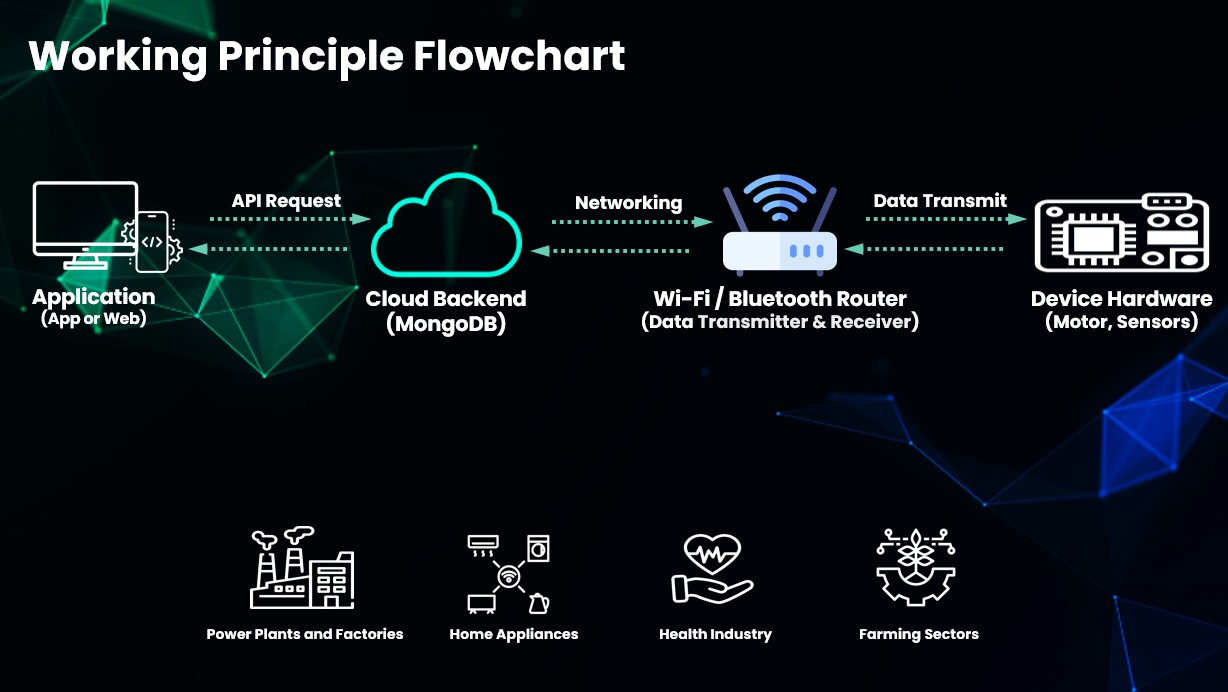 Working Principle Flowchart
API Request
Networking
Data Transmit
</>
Application
(App or Web)
Cloud Backend
(MongoDB)
Wi-Fi / Bluetooth Router
(Data Transmitter & Receiver)
Device Hardware
(Motor, Sensors)
Power Plants and Factories
Home Appliances
Health Industry
Farming Sectors